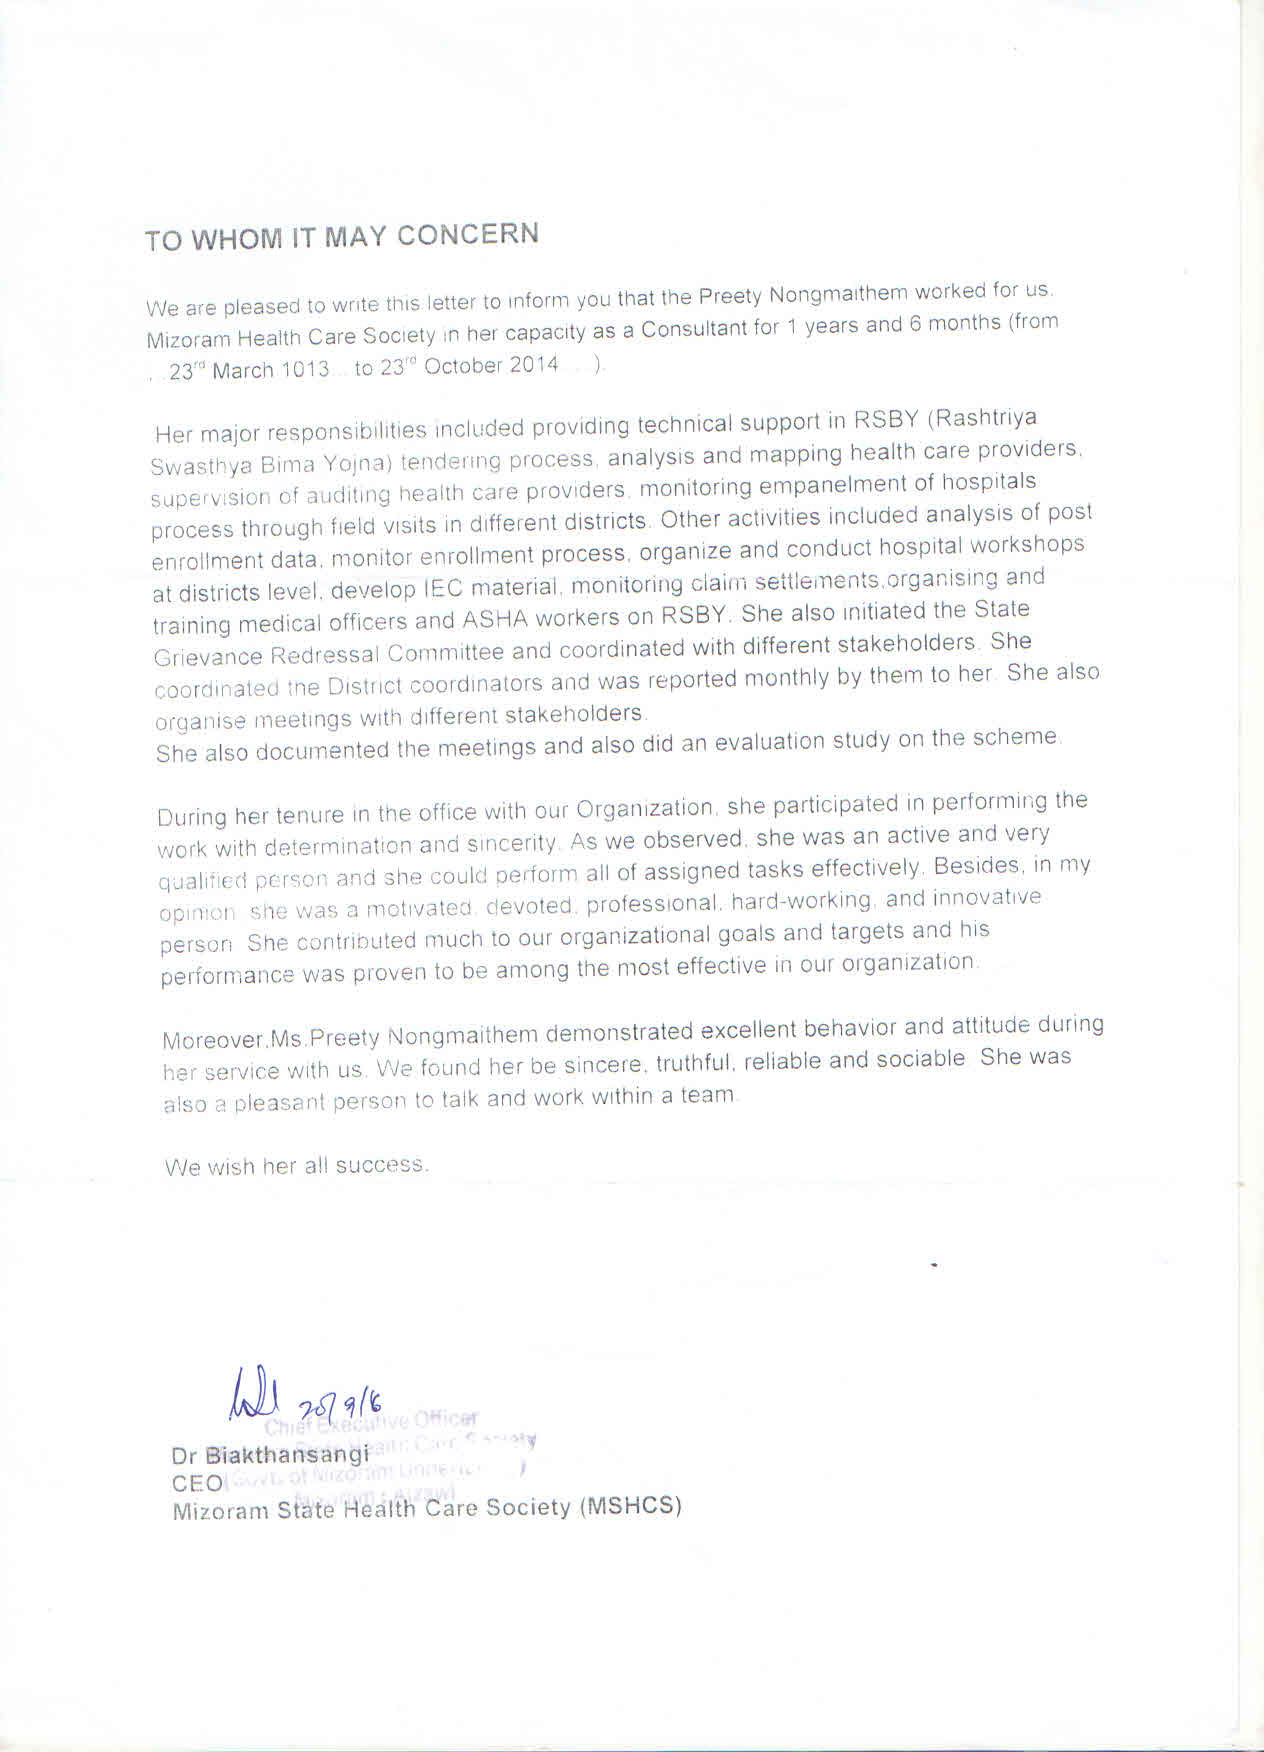 TO WHOM IT MAY CONCERN
We are pleased to write this letter to inform you that the Preety Nongmaithem worked for us.
Mizoram Health Care Society in her capacity as a Consultant for 1 years and 6 months (from
. .23rd March 1013 .. to 23rd October 2014 . . ).
Her major responsibilities included providing technical support in RSBY (Rashtriya
Swasthya Bima Yojna) tendering process, analysis and mapping health care providers,
supervision of auditing health care providers, monitoring empanelment of hospitals
process through field visits in different districts. Other activities included analysis of post
enrollment data, monitor enrollment process, organize and conduct hospital workshops
at districts level, develop IEC material, monitoring claim settlements,organising and
training medical officers and ASHA workers on RSBY. She also initiated the State
Grievance Redressal Committee and coordinated with different stakeholders. She
coordinated the District coordinators and was reported monthly by them to her. She also
organise meetings with different stakeholders.
She also documented the meetings and also did an evaluation study on the scheme.
During her tenure in the office with our Organization, she participated in performing the
work with determination and sincerity. As we observed, she was an active and very
qualified person and she could perform all of assigned tasks effectively. Besides, in my
opinion she was a motivated, devoted, professional, hard-working, and innovative
person. She contributed much to our organizational goals and targets and his
performance was proven to be among the most effective in our organization.
Moreover,Ms.Preety Nongmaithem demonstrated excellent behavior and attitude during
her service with us. We found her be sincere, truthful, reliable and sociable. She was
also a pleasant person to talk and work within a team.
We wish her all success.
Chief Executive Officer
Health Care Society
Govt. of Mizoram
Mizoram : Aizawl
Dr Biakthansangi
CEO
Mizoram State Health Care Society (MSHCS)